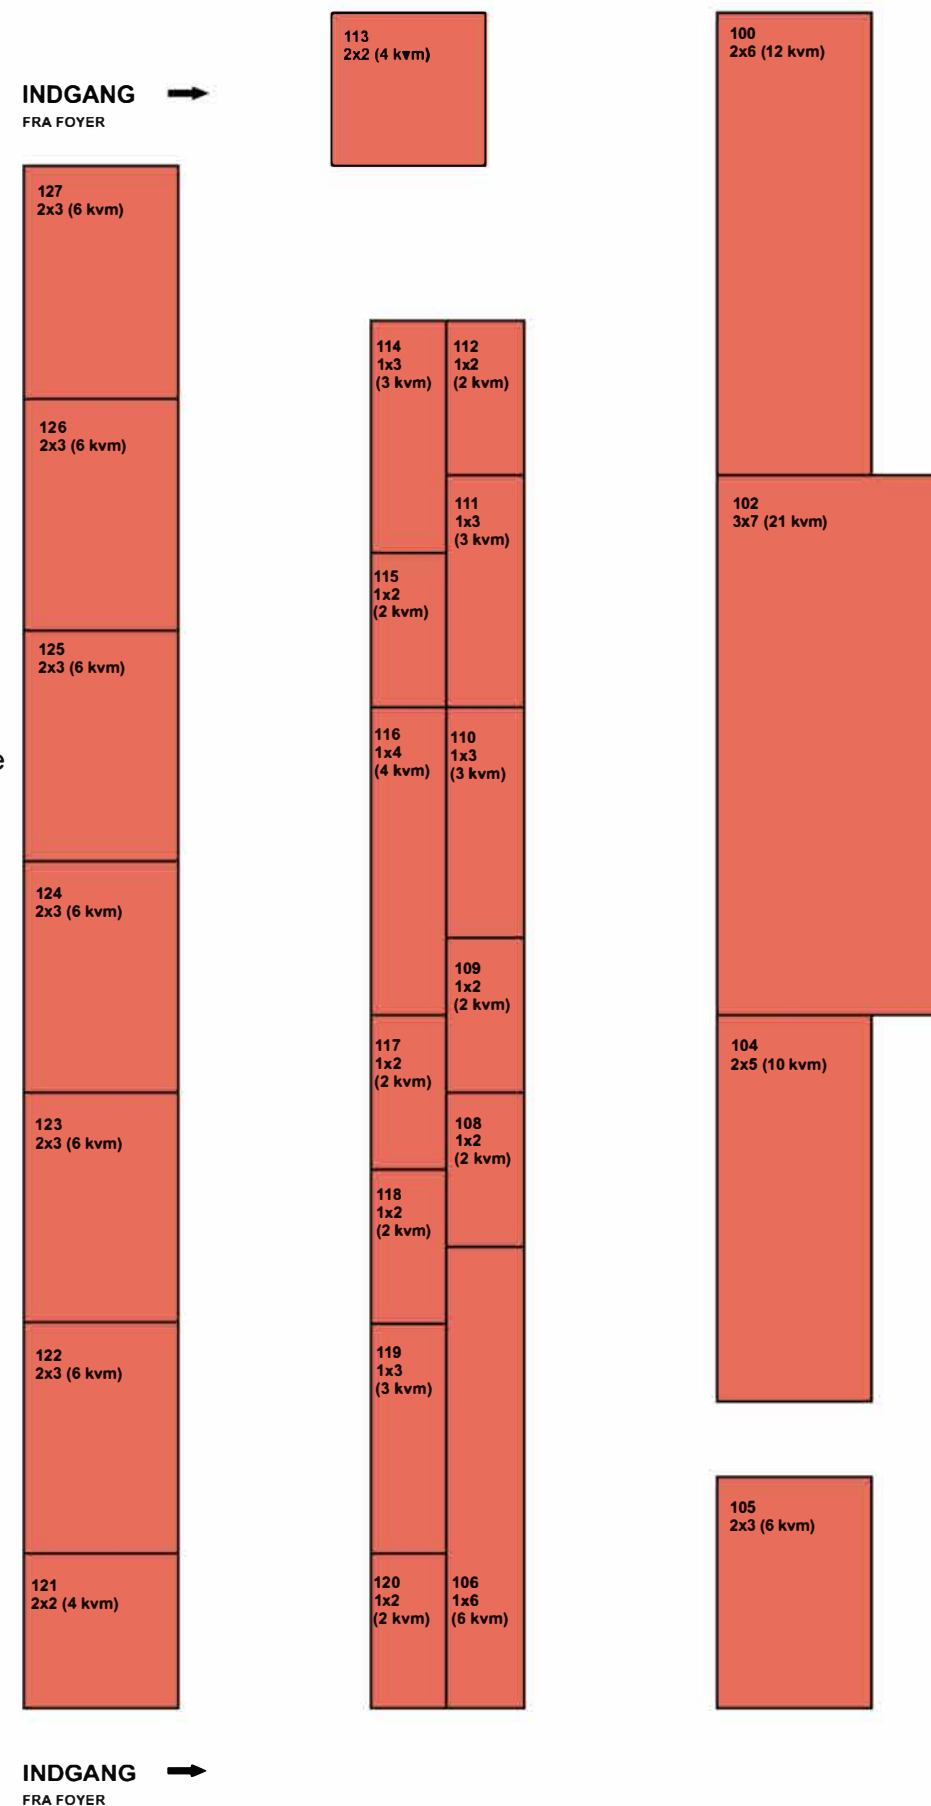 INDGANG
FRA FOYER
113
2x2 (4 kvm)
100
2x6 (12 kvm)
127
2x3 (6 kvm)
126
2x3 (6 kvm)
125
2x3 (6 kvm)
e
124
2x3 (6 kvm)
123
2x3 (6 kvm)
122
2x3 (6 kvm)
121
2x2 (4 kvm)
114
1x3
(3 kvm)
115
1x2
(2 kvm)
116
1x4
(4 kvm)
117
1x2
(2 kvm)
118
1x2
(2 kvm)
119
1x3
(3 kvm)
120
1x2
(2 kvm)
112
1x2
(2 kvm)
111
1x3
(3 kvm)
110
1x3
(3 kvm)
109
1x2
(2 kvm)
108
1x2
(2 kvm)
106
1x6
(6 kvm)
102
3x7 (21 kvm)
104
2x5 (10 kvm)
105
2x3 (6 kvm)
INDGANG
FRA FOYER